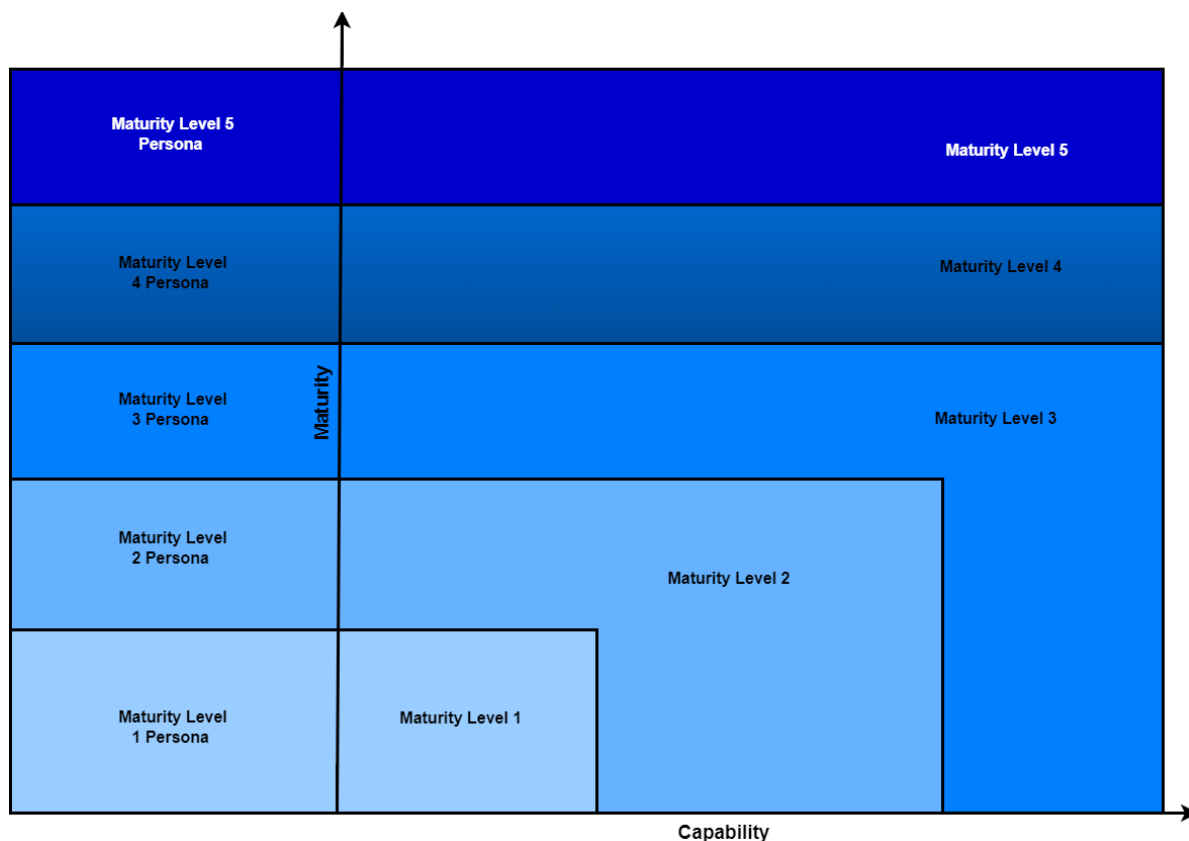 Maturity Level 5
Persona
Maturity Level 5
Maturity Level
4 Persona
Maturity Level 4
Maturity
Maturity Level
3 Persona
Maturity Level 3
Maturity Level
2 Persona
Maturity Level 2
Maturity Level
1 Persona
Maturity Level 1
Capability